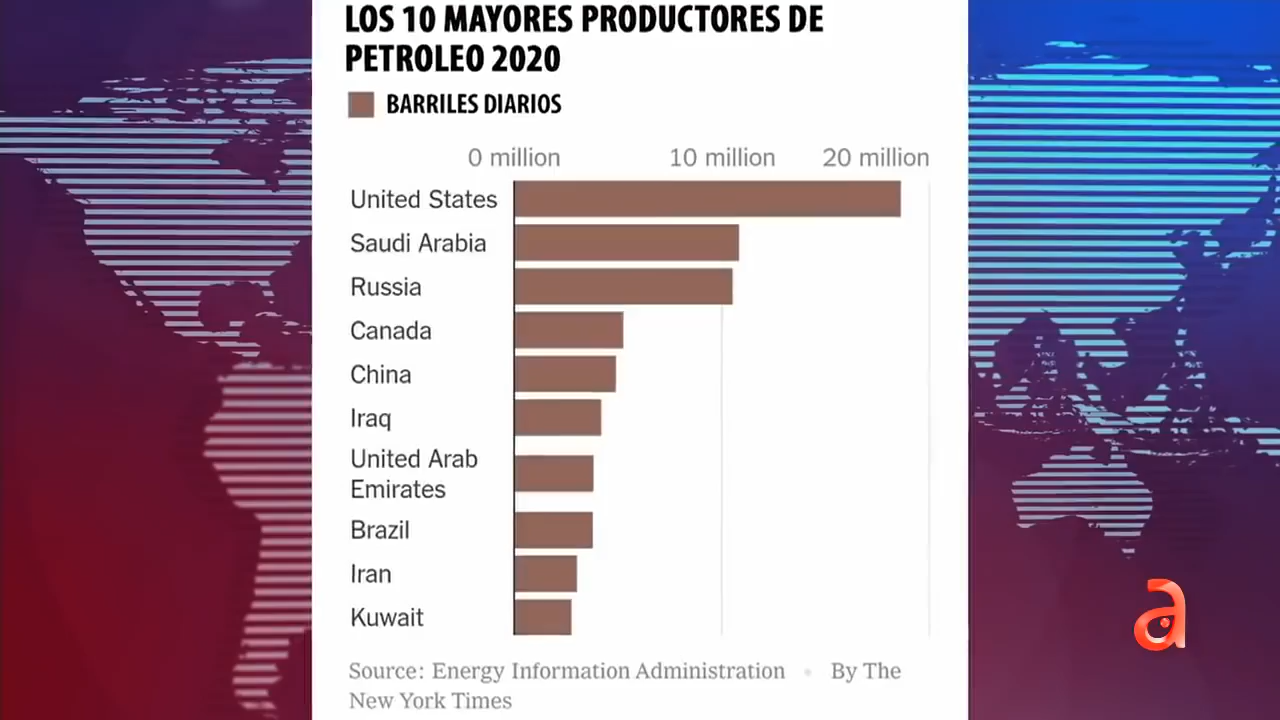 LOS 10 MAYORES PRODUCTORES DE
PETROLEO 2020
BARRILES DIARIOS
0 million 10 million 20 million
United States
Saudi Arabia
Russia
Canada
China
Iraq
United Arab
Emirates
Brazil
Iran
Kuwait
Source: Energy Information Administration • By The
New York Times
a